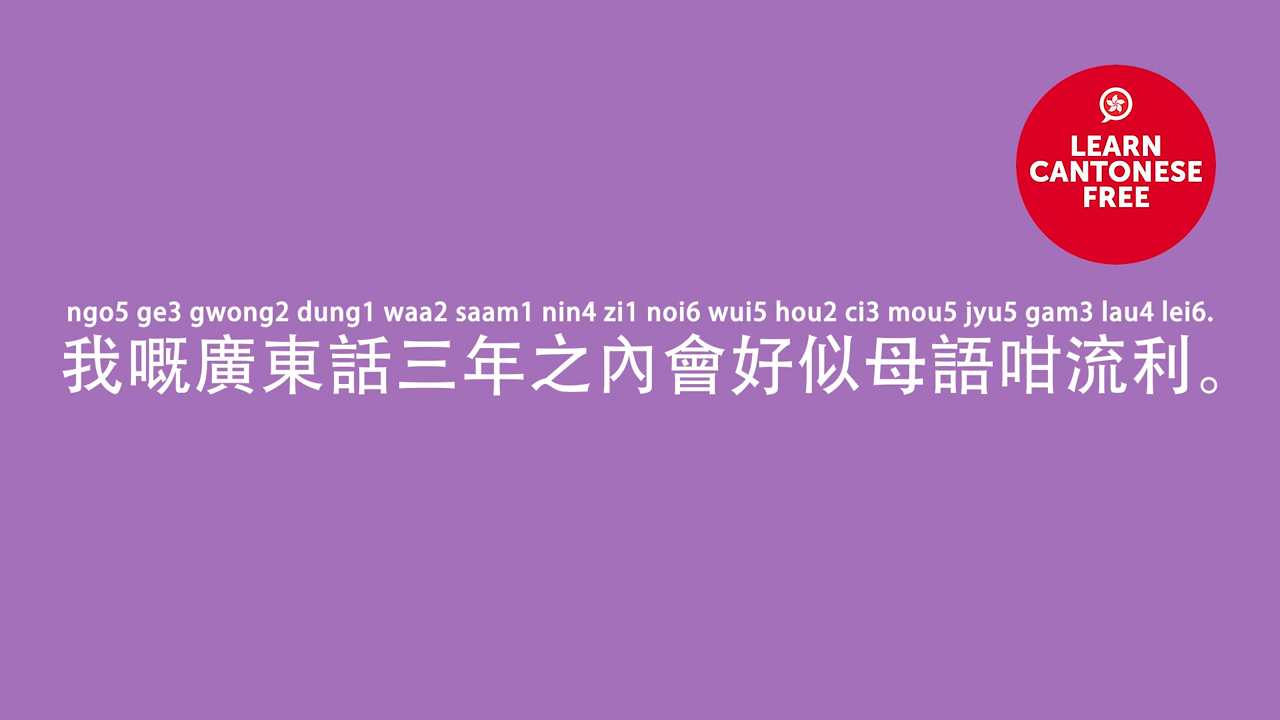 LEARN
CANTONESE
FREE
ngo5 ge3 gwong2 dung1 waa2 saam1 nin4 zi1 noi6 wui5 hou2 ci3 mou5 jyu5 gam3 lau4 lei6.
我嘅廣東話三年之內會好似母語咁流利。